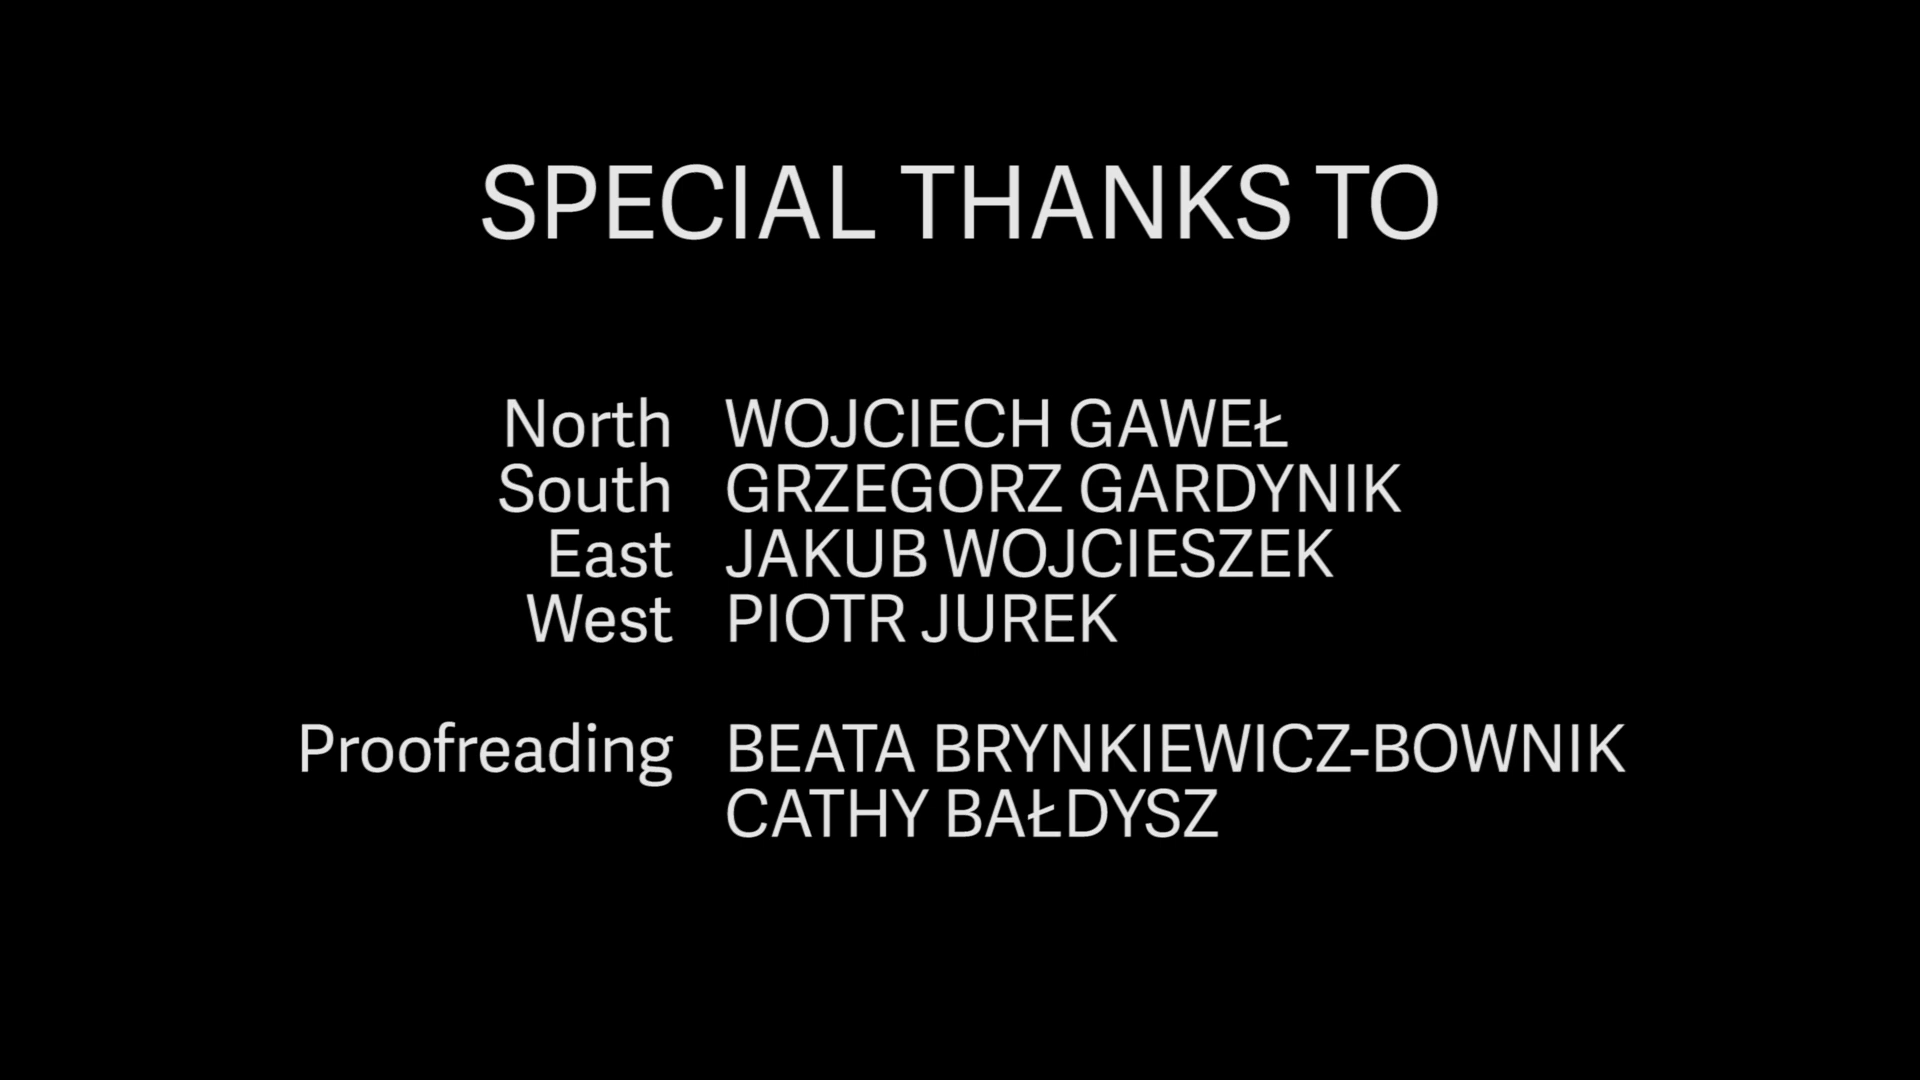 SPECIAL THANKS TO
North WOJCIECH GAWEŁ
South GRZEGORZ GARDYNIK
East JAKUB WOJCIESZEK
West PIOTR JUREK
Proofreading BEATA BRYNKIEWICZ-BOWNIK
CATHY BAŁDYSZ